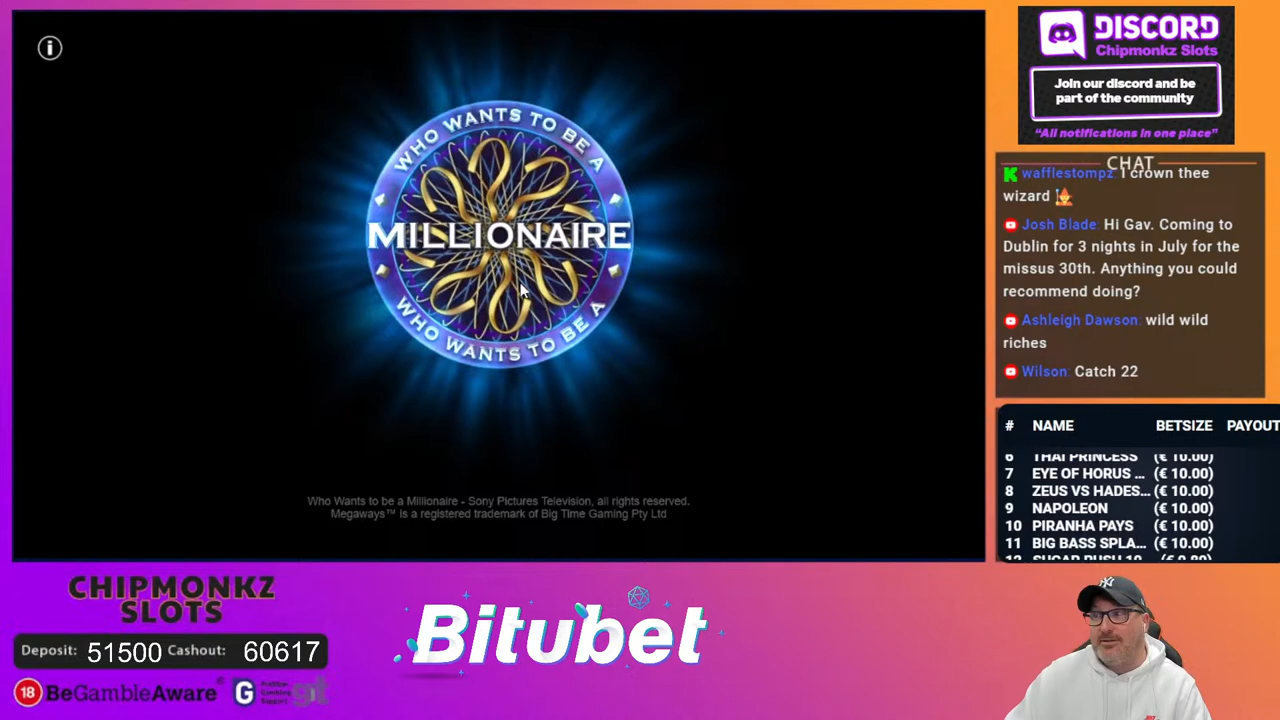 i
WHO WANTS TO BE A
MILLIONAIRE
WHO WANTS TO BE A
Who Wants to be a Millionaire - Sony Pictures Television, all rights reserved.
Megaways™ is a registered trademark of Big Time Gaming Pty Ltd
DISCORD
Chipmonkz Slots
Join our discord and be
part of the community
"All notifications in one place"
CHAT
wafflestompz: I crown thee
wizard
Josh Blade: Hi Gav. Coming to
Dublin for 3 nights in July for the
missus 30th. Anything you could
recommend doing?
Ashleigh Dawson: wild wild
riches
Wilson: Catch 22
# NAME BETSIZE PAYOUT
6 THAI PRINCESS (€ 10.00)
7 EYE OF HORUS ... (€ 10.00)
8 ZEUS VS HADES... (€ 10.00)
9 NAPOLEON (€ 10.00)
10 PIRANHA PAYS (€ 10.00)
11 BIG BASS SPLA... (€ 10.00)
CHIPMONKZ
SLOTS
Deposit: 51500 Cashout: 60617
18 BeGambleAware
Bitubet